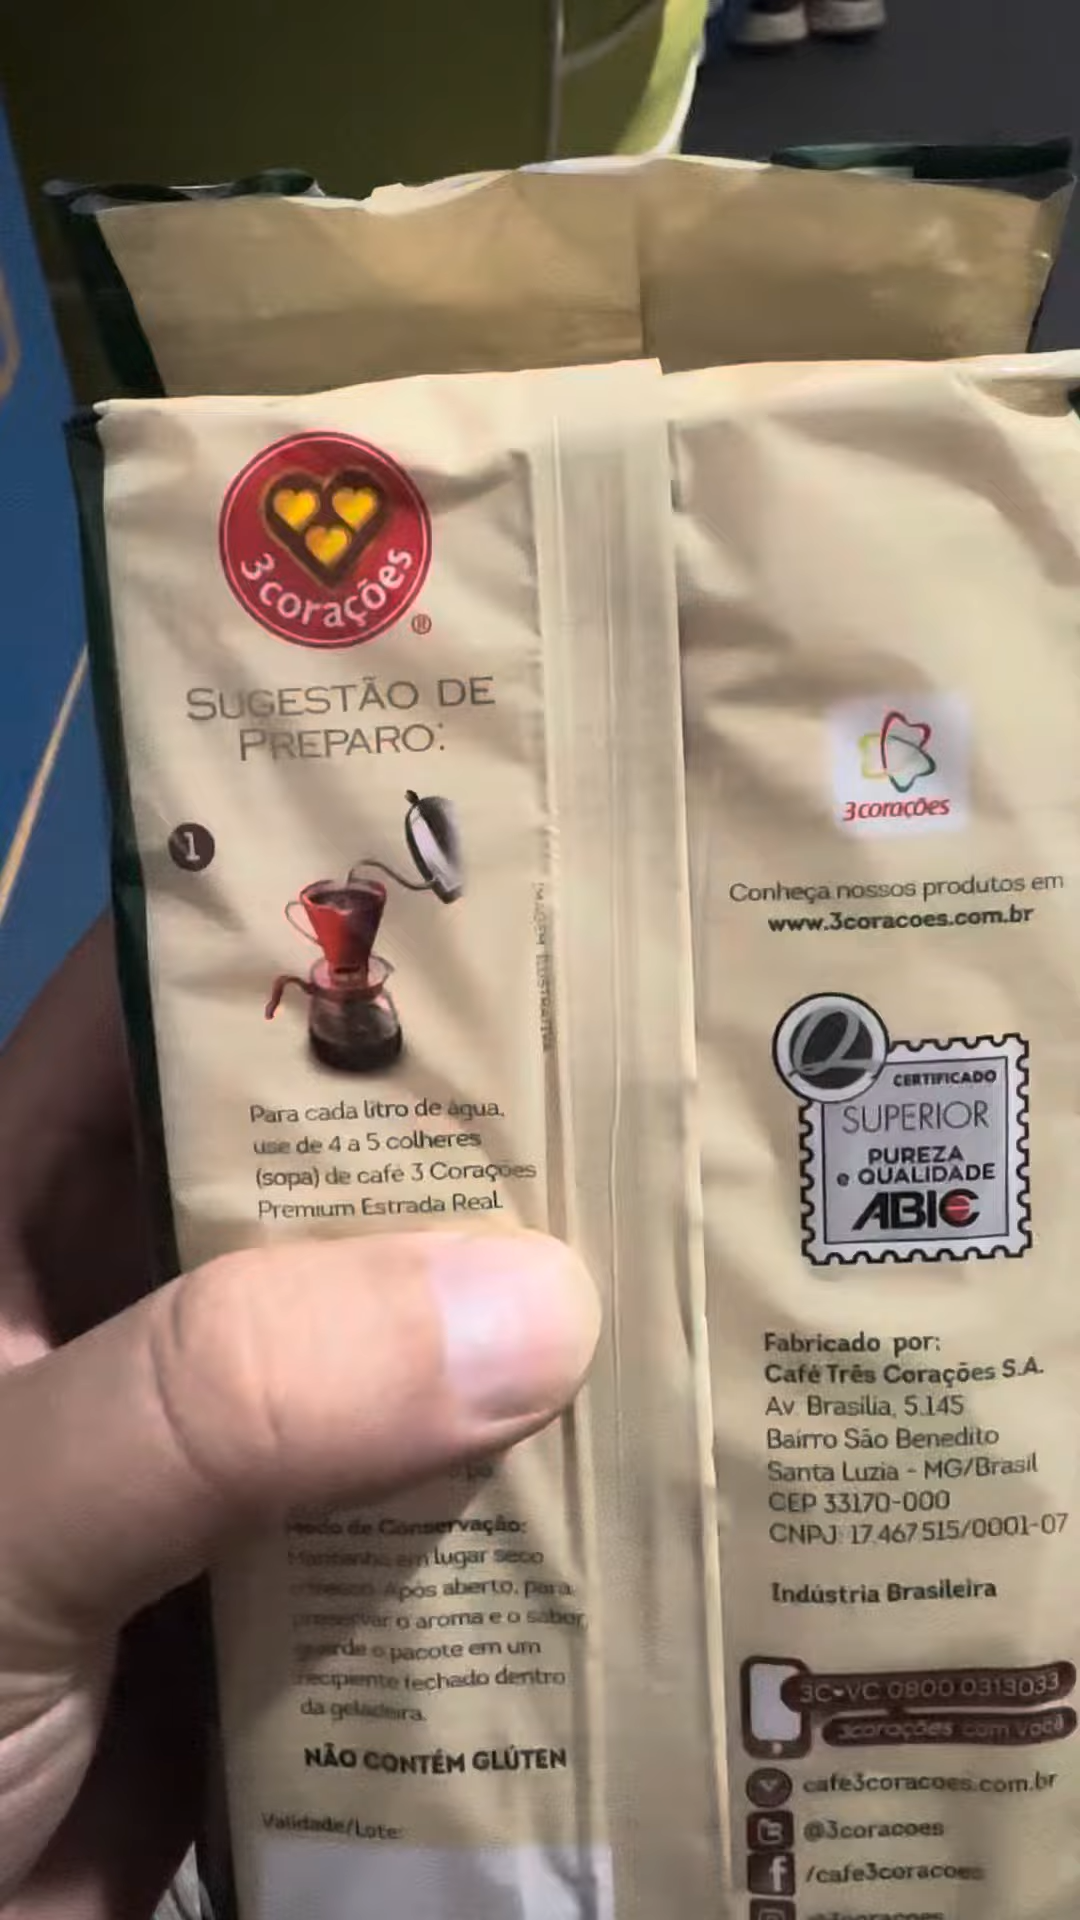 3 corações
®
SUGESTÃO DE
PREPARO:
1
Para cada litro de água,
use de 4 a 5 colheres
(sopa) de café 3 Corações
Premium Estrada Real
Modo de Conservação:
Mantenha em lugar seco
Após aberto, para
preservar o aroma e o sabor,
guarde o pacote em um
recipiente fechado dentro
da geladeira.
NÃO CONTÉM GLÚTEN
Validade/Lote:
3corações
Conheça nossos produtos em
www.3coracoes.com.br
CERTIFICADO
SUPERIOR
PUREZA
e QUALIDADE
ABIC
Fabricado por:
Café Três Corações S.A.
Av. Brasília, 5.145
Bairro São Benedito
Santa Luzia - MG/Brasil
CEP 33170-000
CNPJ: 17.467.515/0001-07
Indústria Brasileira
3C♥VC 0800 0313033
3corações com você
cafe3coracoes.com.br
@3coracoes
/cafe3coracoes
@3coracoes